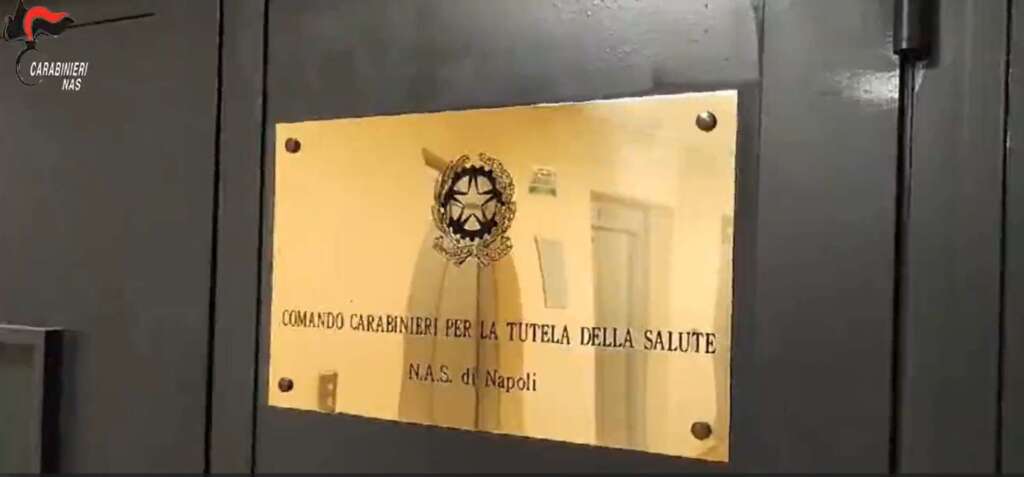 CARABINIERI
NAS
COMANDO CARABINIERI PER LA TUTELA DELLA SALUTE
N.A.S. di Napoli